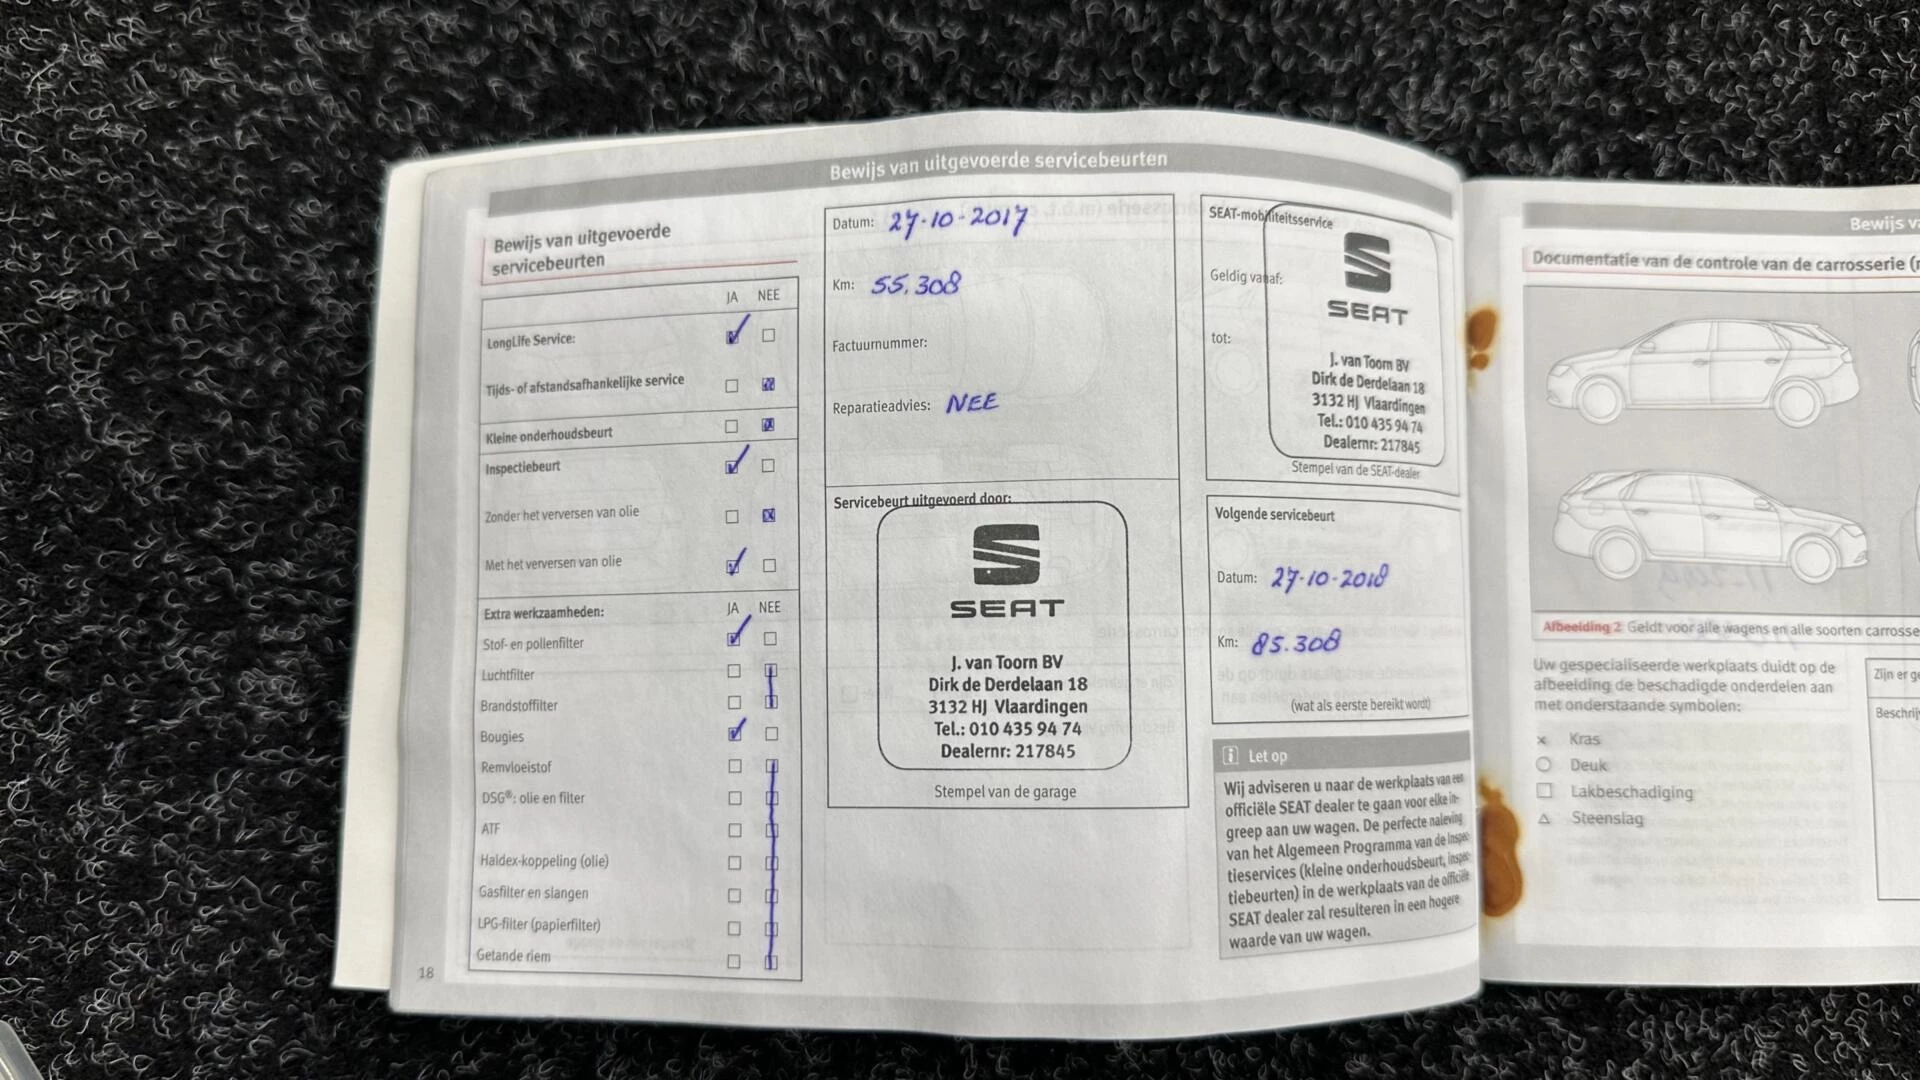 Bewijs van uitgevoerde servicebeurten
Bewijs van uitgevoerde
servicebeurten
JA NEE
LongLife Service:
Tijds- of afstandsafhankelijke service
Kleine onderhoudsbeurt
Inspectiebeurt
Zonder het verversen van olie
Met het verversen van olie
Extra werkzaamheden: JA NEE
Stof- en pollenfilter
Luchtfilter
Brandstoffilter
Bougies
Remvloeistof
DSG®: olie en filter
ATF
Haldex-koppeling (olie)
Gasfilter en slangen
LPG-filter (papierfilter)
Getande riem
18
Datum: 27-10-2017
Km: 55.308
Factuurnummer:
Reparatieadvies: NEE
Servicebeurt uitgevoerd door:
SEAT
J. van Toorn BV
Dirk de Derdelaan 18
3132 HJ Vlaardingen
Tel.: 010 435 94 74
Dealernr: 217845
Stempel van de garage
SEAT-mobiliteitsservice
Geldig vanaf:
tot:
SEAT
J. van Toorn BV
Dirk de Derdelaan 18
3132 HJ Vlaardingen
Tel.: 010 435 94 74
Dealernr: 217845
Stempel van de SEAT-dealer
Volgende servicebeurt
Datum: 27-10-2018
Km: 85.308
(wat als eerste bereikt wordt)
i Let op
Wij adviseren u naar de werkplaats van een
officiële SEAT dealer te gaan voor elke in-
greep aan uw wagen. De perfecte naleving
van het Algemeen Programma van de Inspec-
tieservices (kleine onderhoudsbeurt, inspec-
tiebeurten) in de werkplaats van de officiële
SEAT dealer zal resulteren in een hogere
waarde van uw wagen.
Bewijs va
Documentatie van de controle van de carrosserie (
Afbeelding 2 Geldt voor alle wagens en alle soorten carrosse
Uw gespecialiseerde werkplaats duidt op de
afbeelding de beschadigde onderdelen aan
met onderstaande symbolen:
× Kras
○ Deuk
□ Lakbeschadiging
△ Steenslag
Zijn er ge
Beschrij